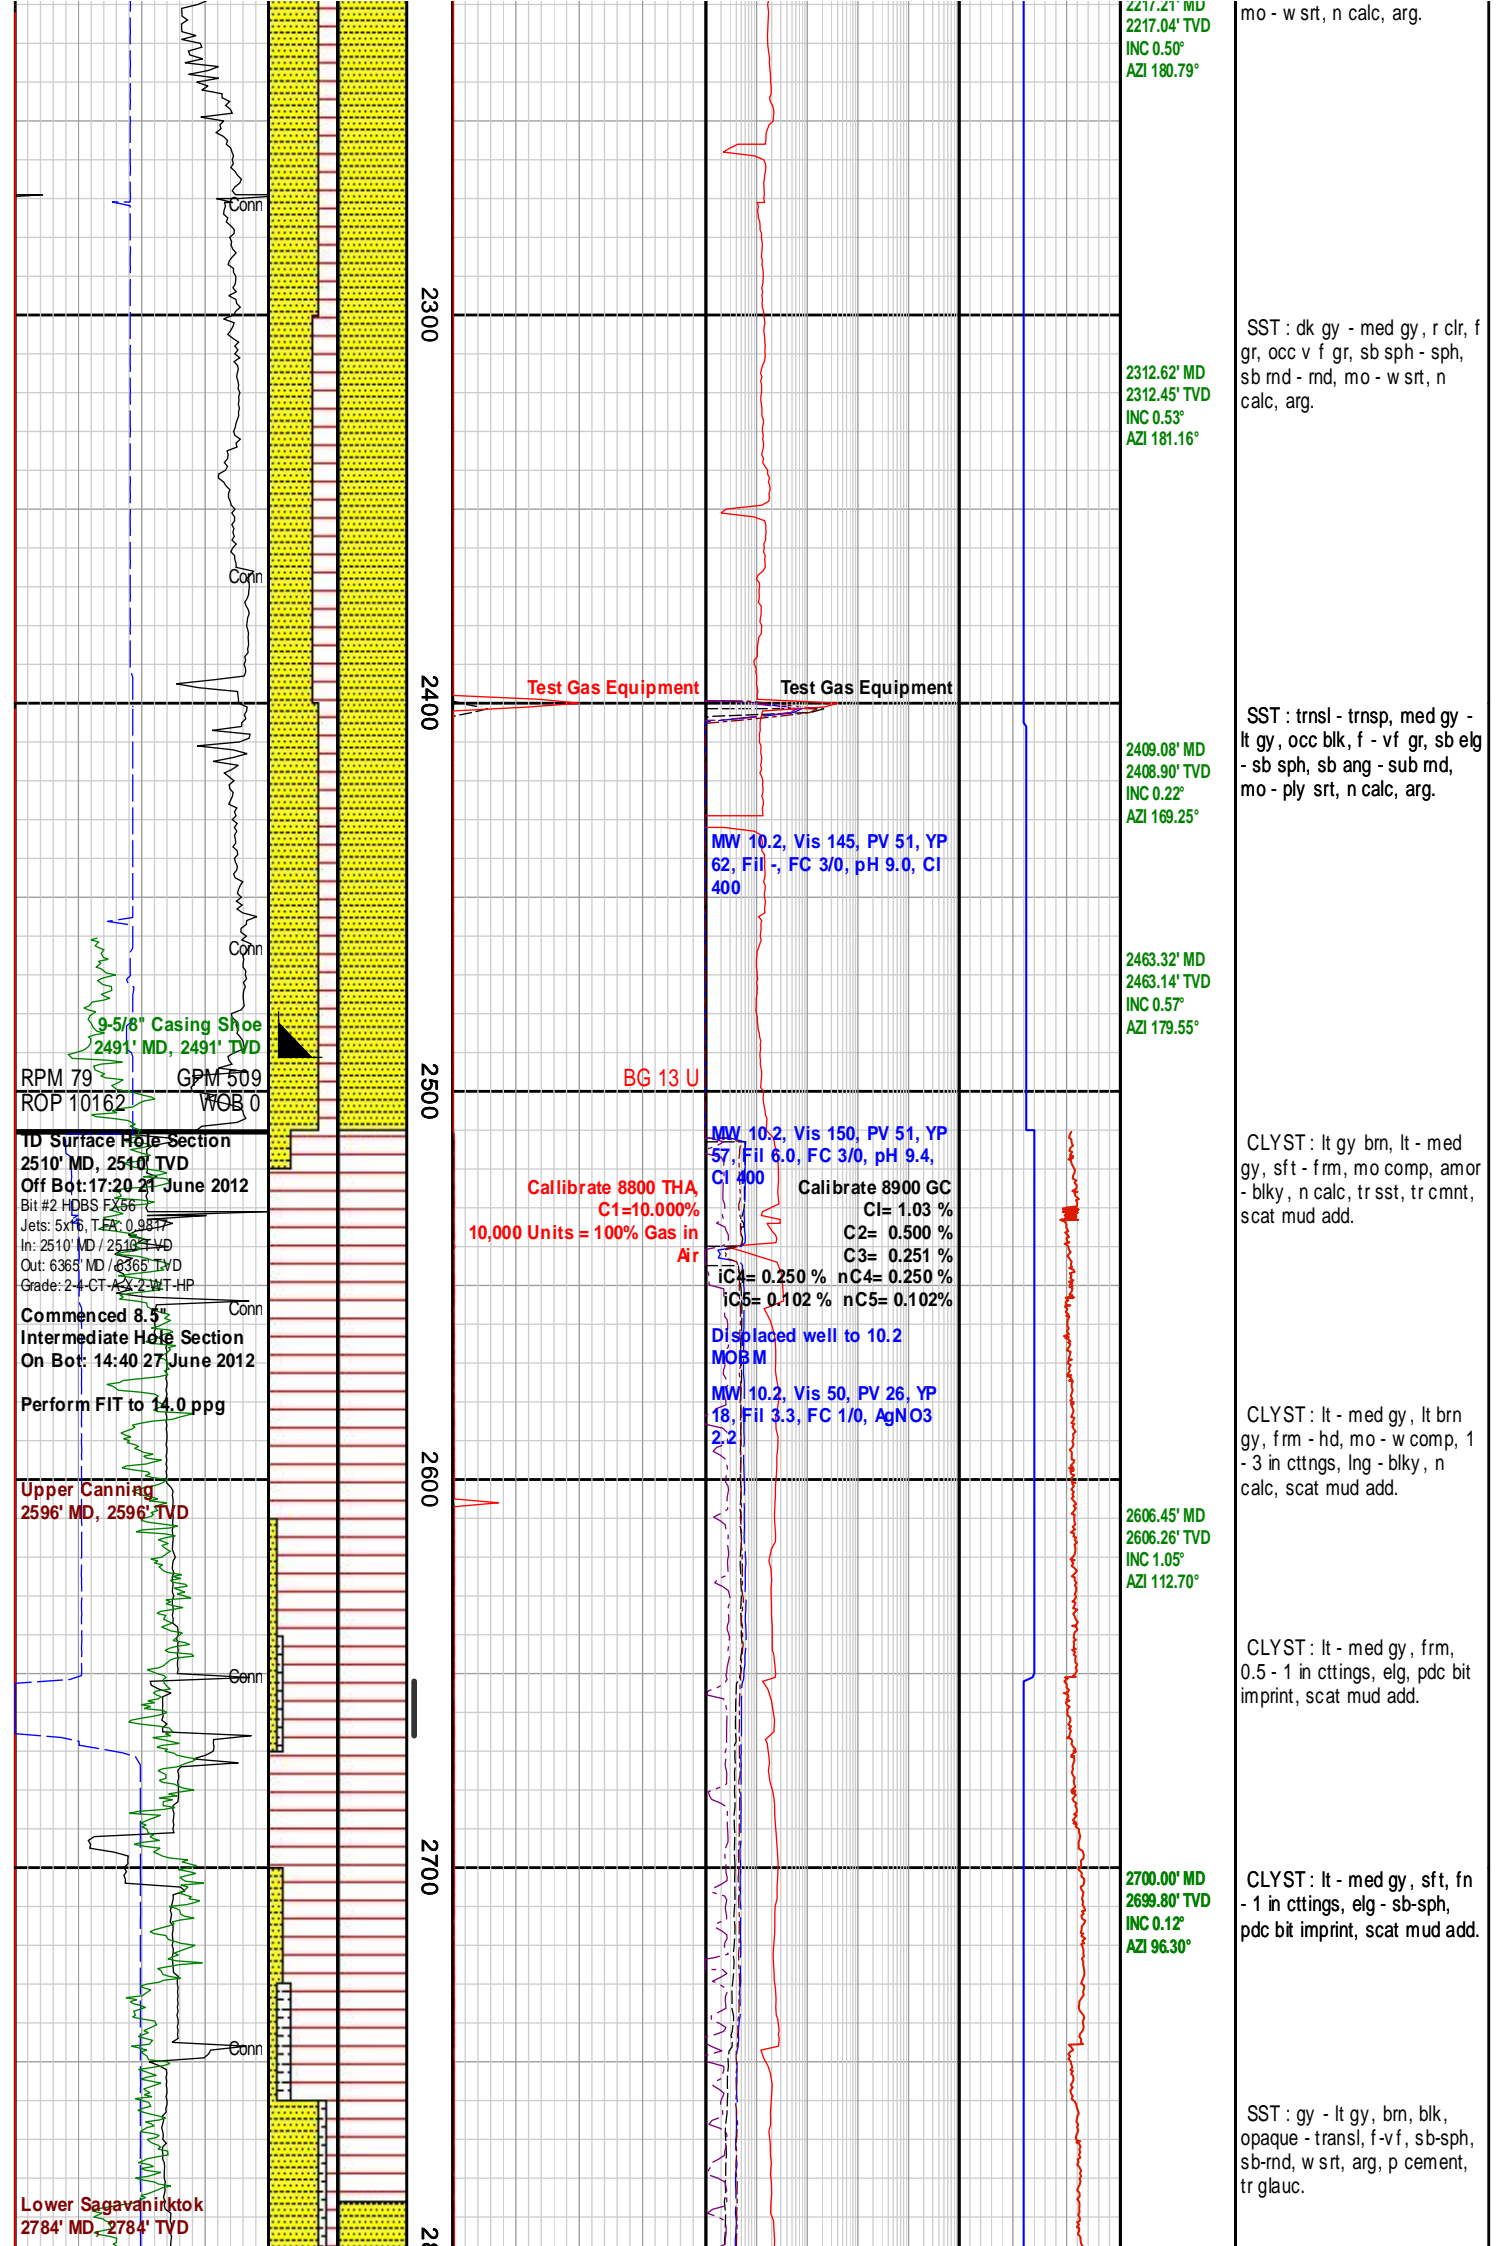 2217.21' MD
2217.04' TVD
INC 0.50°
AZI 180.79°
mo - w srt, n calc, arg.
Conn
2300
SST : dk gy - med gy, r clr, f
gr, occ v f gr, sb sph - sph,
sb rnd - rnd, mo - w srt, n
calc, arg.
2312.62' MD
2312.45' TVD
INC 0.53°
AZI 181.16°
Conn
2400
Test Gas Equipment
Test Gas Equipment
SST : trnsl - trnsp, med gy -
lt gy, occ blk, f - vf gr, sb elg
- sb sph, sb ang - sub rnd,
mo - ply srt, n calc, arg.
2409.08' MD
2408.90' TVD
INC 0.22°
AZI 169.25°
MW 10.2, Vis 145, PV 51, YP
62, Fil -, FC 3/0, pH 9.0, Cl
400
Conn
2463.32' MD
2463.14' TVD
INC 0.57°
AZI 179.55°
9-5/8" Casing Shoe
2491' MD, 2491' TVD
RPM 79 GPM 509
ROP 10162 WOB 0
2500
BG 13 U
TD Surface Hole Section
2510' MD, 2510' TVD
Off Bot:17:20 21 June 2012
Bit #2 HDBS FX56
Jets: 5x16, TFA: 0.9817
In: 2510' MD / 2510' TVD
Out: 6365' MD / 6365' TVD
Grade: 2-4-CT-A-X-2-WT-HP
Commenced 8.5"
Intermediate Hole Section
On Bot: 14:40 27 June 2012
Perform FIT to 14.0 ppg
Conn
MW 10.2, Vis 150, PV 51, YP
57, Fil 6.0, FC 3/0, pH 9.4,
Cl 400
Callibrate 8800 THA,
C1=10.000%
10,000 Units = 100% Gas in
Air
Calibrate 8900 GC
Cl= 1.03 %
C2= 0.500 %
C3= 0.251 %
iC4= 0.250 % nC4= 0.250 %
iC5= 0.102 % nC5= 0.102%
Displaced well to 10.2
MOBM
MW 10.2, Vis 50, PV 26, YP
18, Fil 3.3, FC 1/0, AgNO3
2.2
CLYST : lt gy brn, lt - med
gy, sft - frm, mo comp, amor
- blky, n calc, tr sst, tr cmnt,
scat mud add.
CLYST : lt - med gy, lt brn
gy, frm - hd, mo - w comp, 1
- 3 in cttngs, lng - blky, n
calc, scat mud add.
2600
Upper Canning
2596' MD, 2596' TVD
2606.45' MD
2606.26' TVD
INC 1.05°
AZI 112.70°
Conn
CLYST : lt - med gy, frm,
0.5 - 1 in cttings, elg, pdc bit
imprint, scat mud add.
2700
2700.00' MD
2699.80' TVD
INC 0.12°
AZI 96.30°
CLYST : lt - med gy, sft, fn
- 1 in cttings, elg - sb-sph,
pdc bit imprint, scat mud add.
Conn
SST : gy - lt gy, brn, blk,
opaque - transl, f-vf, sb-sph,
sb-rnd, w srt, arg, p cement,
tr glauc.
Lower Sagavanirktok
2784' MD, 2784' TVD